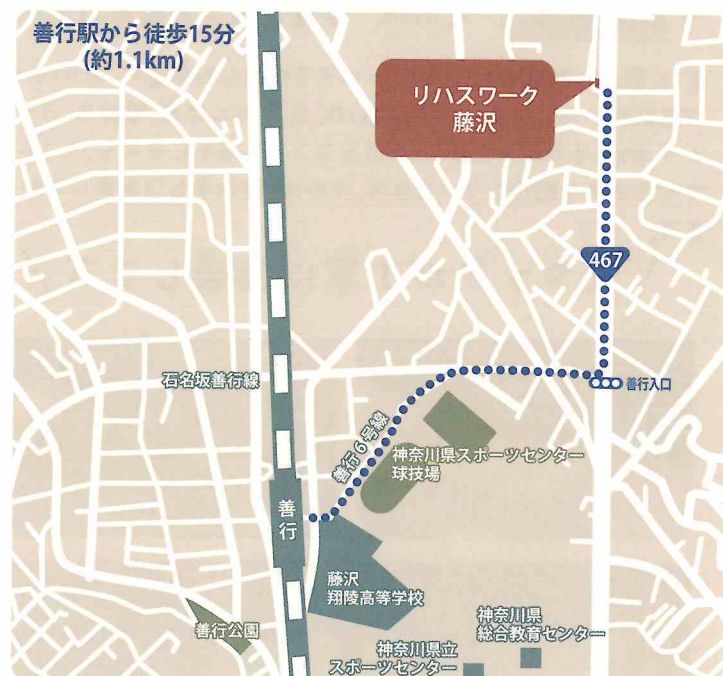 善行駅から徒歩15分
(約1.1km)
リハスワーク
藤沢
467
石名坂善行線
善行入口
善行6号線
神奈川県スポーツセンター
球技場
善行
藤沢
翔陵高等学校
善行公園
神奈川県
総合教育センター
神奈川県立
スポーツセンター